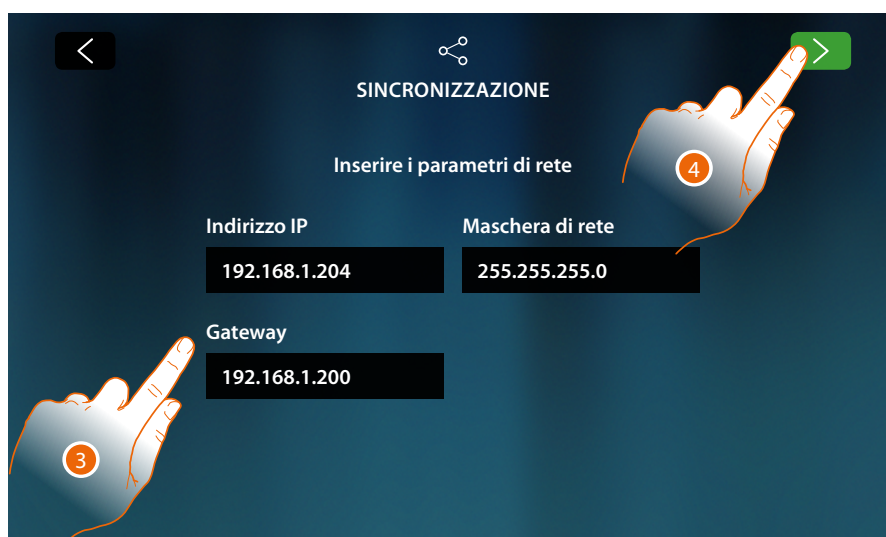 SINCRONIZZAZIONE
Inserire i parametri di rete
4
Indirizzo IP
Maschera di rete
192.168.1.204
255.255.255.0
Gateway
192.168.1.200
3